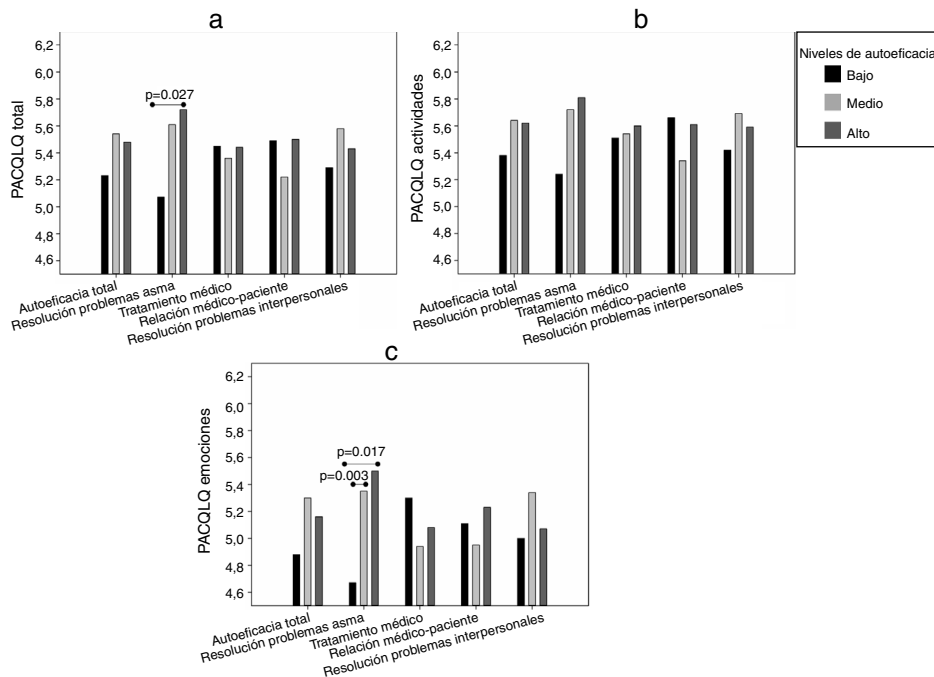 a
6,2
6,0
5,8
5,6
5,4
5,2
5,0
4,8
4,6
PACQLQ total
p=0.027
Autoeficacia total
Resolución problemas asma
Tratamiento médico
Relación médico-paciente
Resolución problemas interpersonales
b
6,2
6,0
5,8
5,6
5,4
5,2
5,0
4,8
4,6
PACQLQ actividades
Autoeficacia total
Resolución problemas asma
Tratamiento médico
Relación médico-paciente
Resolución problemas interpersonales
Niveles de autoeficacia
Bajo
Medio
Alto
c
6,2
6,0
5,8
5,6
5,4
5,2
5,0
4,8
4,6
PACQLQ emociones
p=0.017
p=0.003
Autoeficacia total
Resolución problemas asma
Tratamiento médico
Relación médico-paciente
Resolución problemas interpersonales